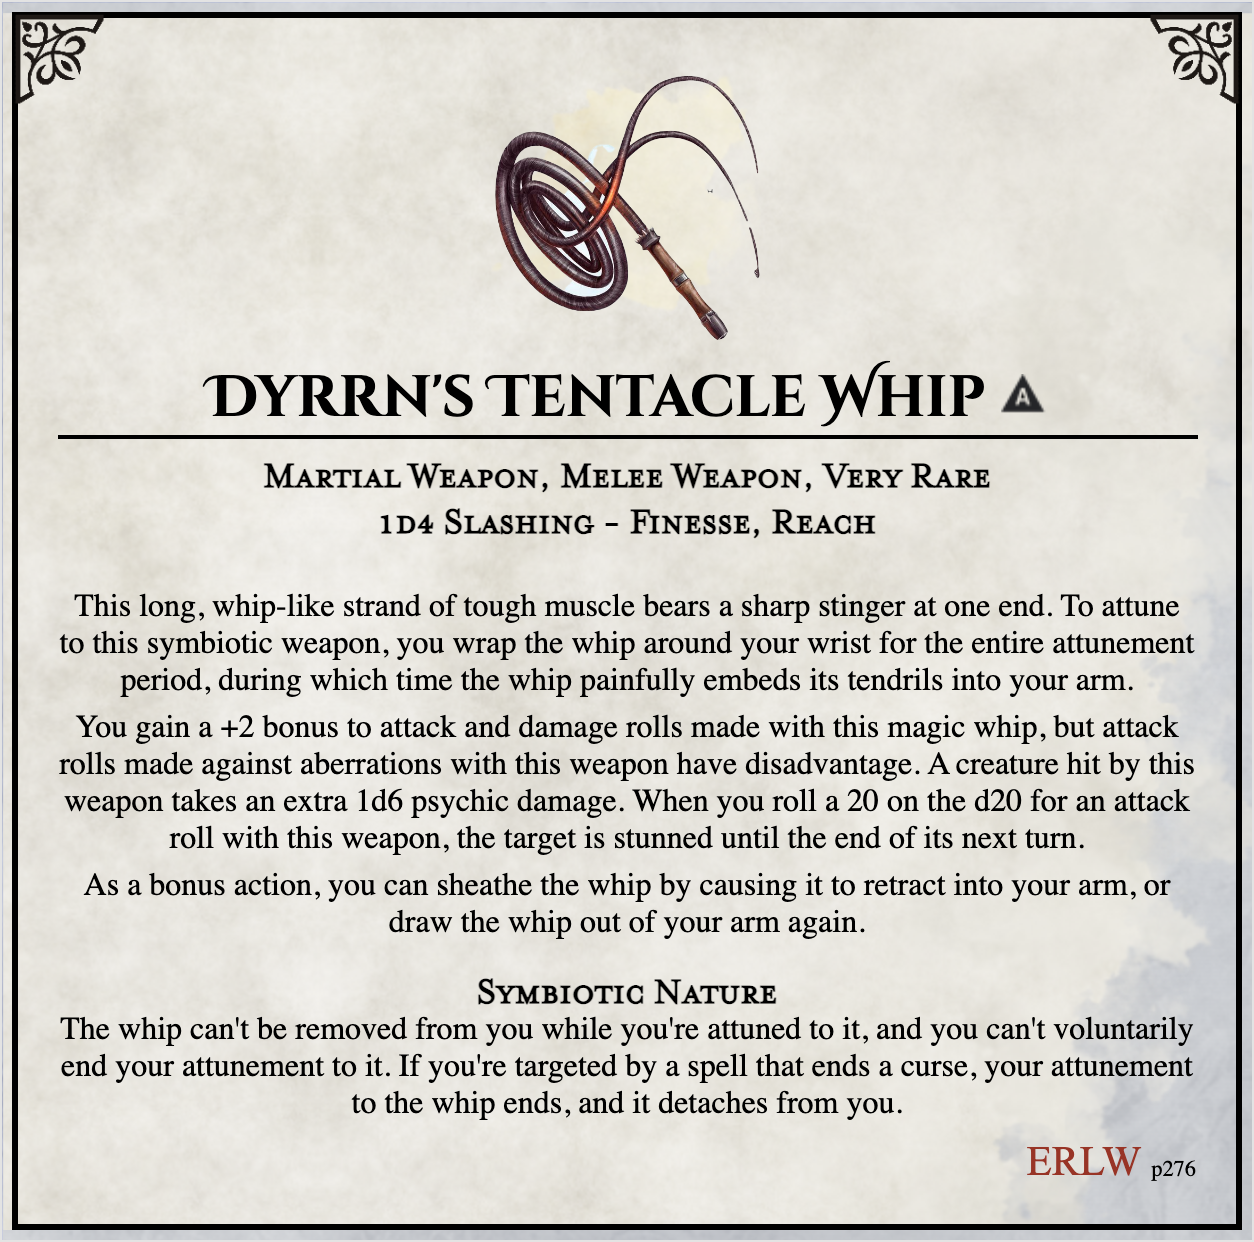 Dyrrn's Tentacle Whip A
Martial Weapon, Melee Weapon, Very Rare
1d4 Slashing - Finesse, Reach
This long, whip-like strand of tough muscle bears a sharp stinger at one end. To attune
to this symbiotic weapon, you wrap the whip around your wrist for the entire attunement
period, during which time the whip painfully embeds its tendrils into your arm.
You gain a +2 bonus to attack and damage rolls made with this magic whip, but attack
rolls made against aberrations with this weapon have disadvantage. A creature hit by this
weapon takes an extra 1d6 psychic damage. When you roll a 20 on the d20 for an attack
roll with this weapon, the target is stunned until the end of its next turn.
As a bonus action, you can sheathe the whip by causing it to retract into your arm, or
draw the whip out of your arm again.
Symbiotic Nature
The whip can't be removed from you while you're attuned to it, and you can't voluntarily
end your attunement to it. If you're targeted by a spell that ends a curse, your attunement
to the whip ends, and it detaches from you.
ERLW p276